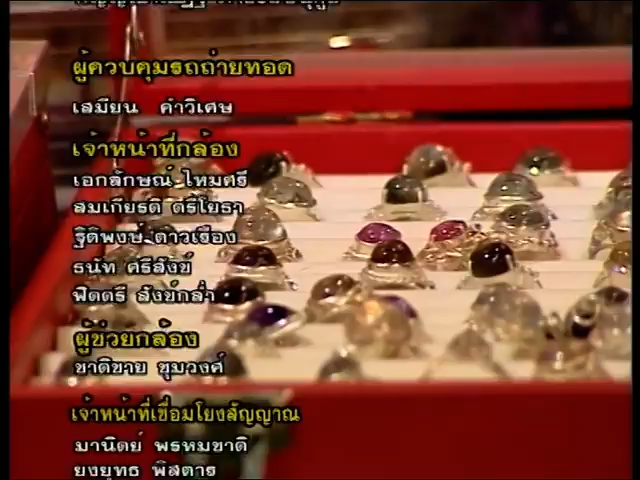 ผู้ควบคุมรถถ่ายทอด
เสมียน คำวิเศษ
เจ้าหน้าที่กล้อง
เอกลักษณ์ ไหมศรี
สมเกียรติ ตรีโยธา
ฐิติพงษ์ ดาวเรือง
ธนัท ศรีสังข์
ฟิตตรี สังข์กล่ำ
ผู้ช่วยกล้อง
ชาติชาย ขุมวงศ์
เจ้าหน้าที่เชื่อมโยงสัญญาณ
มานิตย์ พรหมชาติ
ยงยุทธ พิสตาร